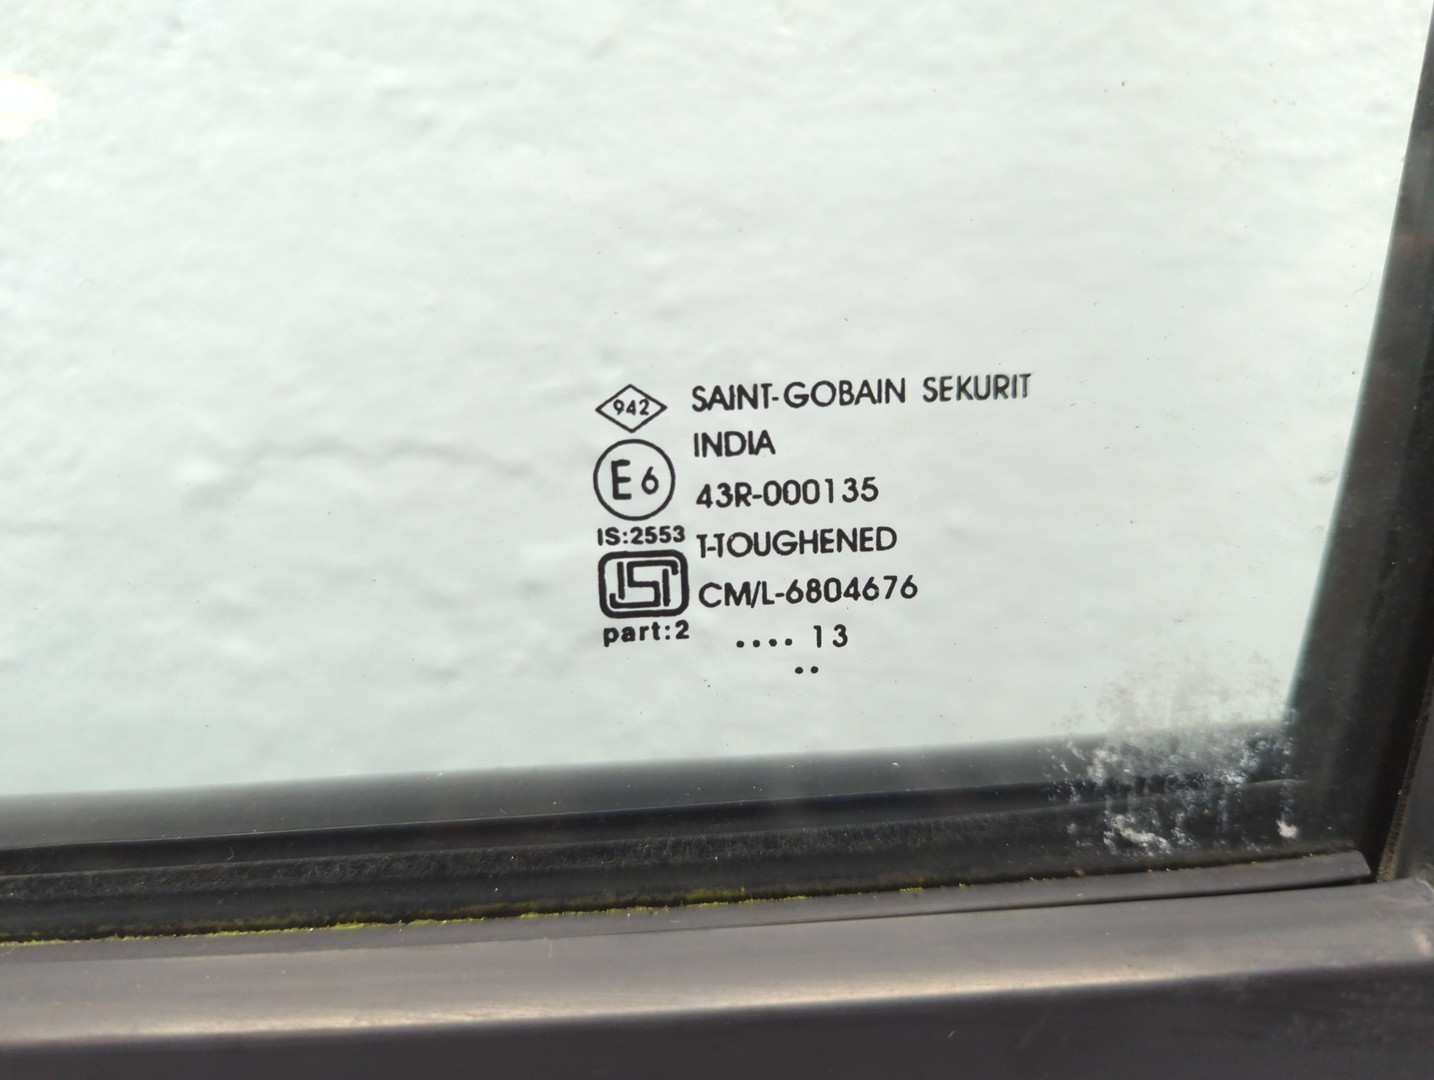 942
SAINT-GOBAIN SEKURIT
E6
INDIA
43R-000135
IS:2553
T-TOUGHENED
ISI
CM/L-6804676
part:2
.... 13
..